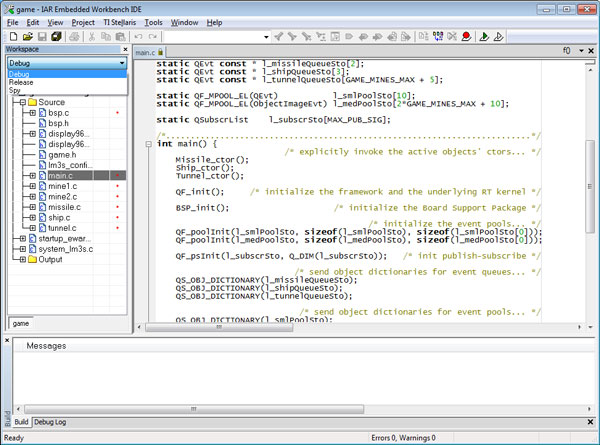 game - IAR Embedded Workbench IDE
File Edit View Project TI Stellaris Tools Window Help
Workspace
Debug
Debug
Release
Spy
Source
bsp.c
bsp.h
display96...
display96...
game.h
lm3s_confi...
main.c
mine1.c
mine2.c
missile.c
ship.c
tunnel.c
startup_ewar...
system_lm3s.c
Output
game
main.c
f()
static QEvt const * l_missileQueueSto[2];
static QEvt const * l_shipQueueSto[3];
static QEvt const * l_tunnelQueueSto[GAME_MINES_MAX + 5];
static QF_MPOOL_EL(QEvt) l_smlPoolSto[10];
static QF_MPOOL_EL(ObjectImageEvt) l_medPoolSto[2*GAME_MINES_MAX + 10];
static QSubscrList l_subscrSto[MAX_PUB_SIG];
/*..........................................................................*/
int main() {
/* explicitly invoke the active objects' ctors... */
Missile_ctor();
Ship_ctor();
Tunnel_ctor();
QF_init(); /* initialize the framework and the underlying RT kernel */
BSP_init(); /* initialize the Board Support Package */
/* initialize the event pools... */
QF_poolInit(l_smlPoolSto, sizeof(l_smlPoolSto), sizeof(l_smlPoolSto[0]));
QF_poolInit(l_medPoolSto, sizeof(l_medPoolSto), sizeof(l_medPoolSto[0]));
QF_psInit(l_subscrSto, Q_DIM(l_subscrSto)); /* init publish-subscribe */
/* send object dictionaries for event queues... */
QS_OBJ_DICTIONARY(l_missileQueueSto);
QS_OBJ_DICTIONARY(l_shipQueueSto);
QS_OBJ_DICTIONARY(l_tunnelQueueSto);
/* send object dictionaries for event pools... */
QS_OBJ_DICTIONARY(l_smlPoolSto);
Messages
Build
Build Debug Log
Ready Errors 0, Warnings 0